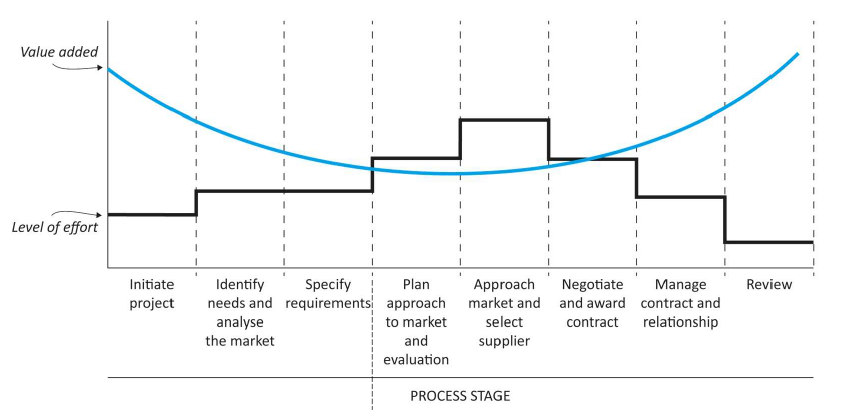 Value added
Level of effort
Initiate
project
Identify
needs and
analyse
the market
Specify
requirements
Plan
approach
to market
and
evaluation
Approach
market and
select
supplier
Negotiate
and award
contract
Manage
contract and
relationship
Review
PROCESS STAGE